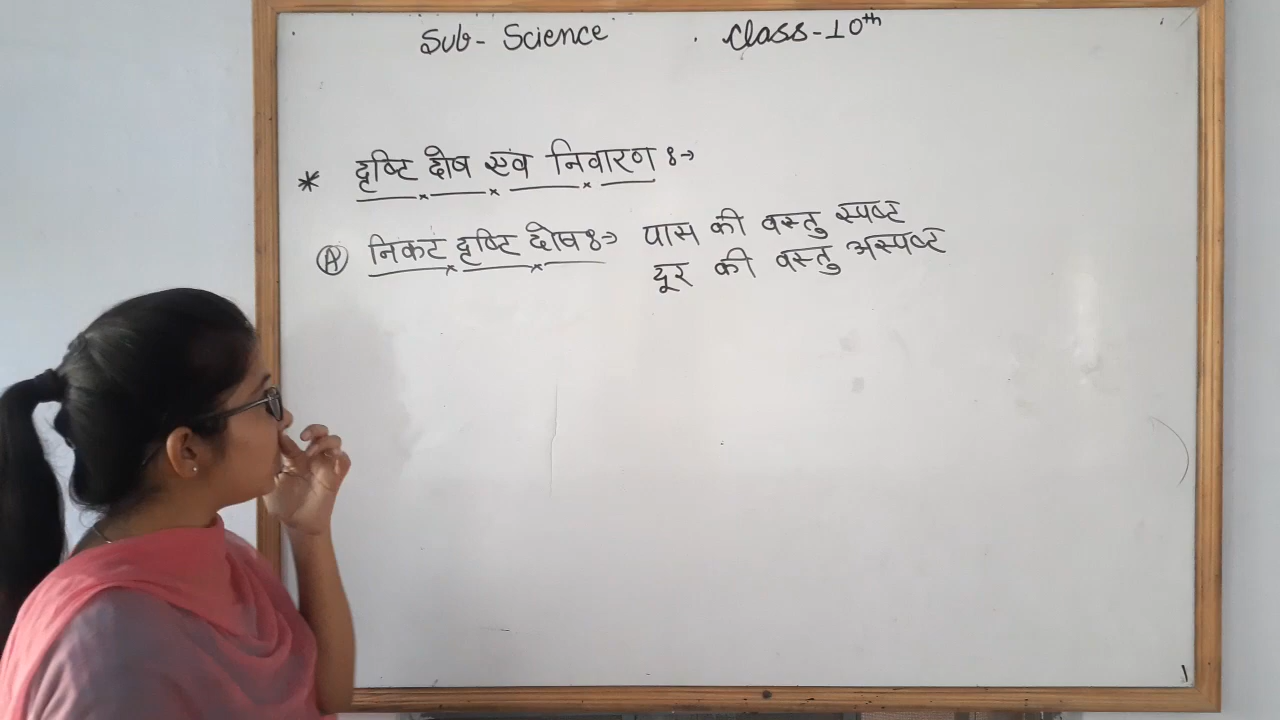 Sub- Science . Class-10th
* दृष्टि दोष एवं निवारण :→
Ⓐ निकट दृष्टि दोष :→ पास की वस्तु स्पष्ट
दूर की वस्तु अस्पष्ट